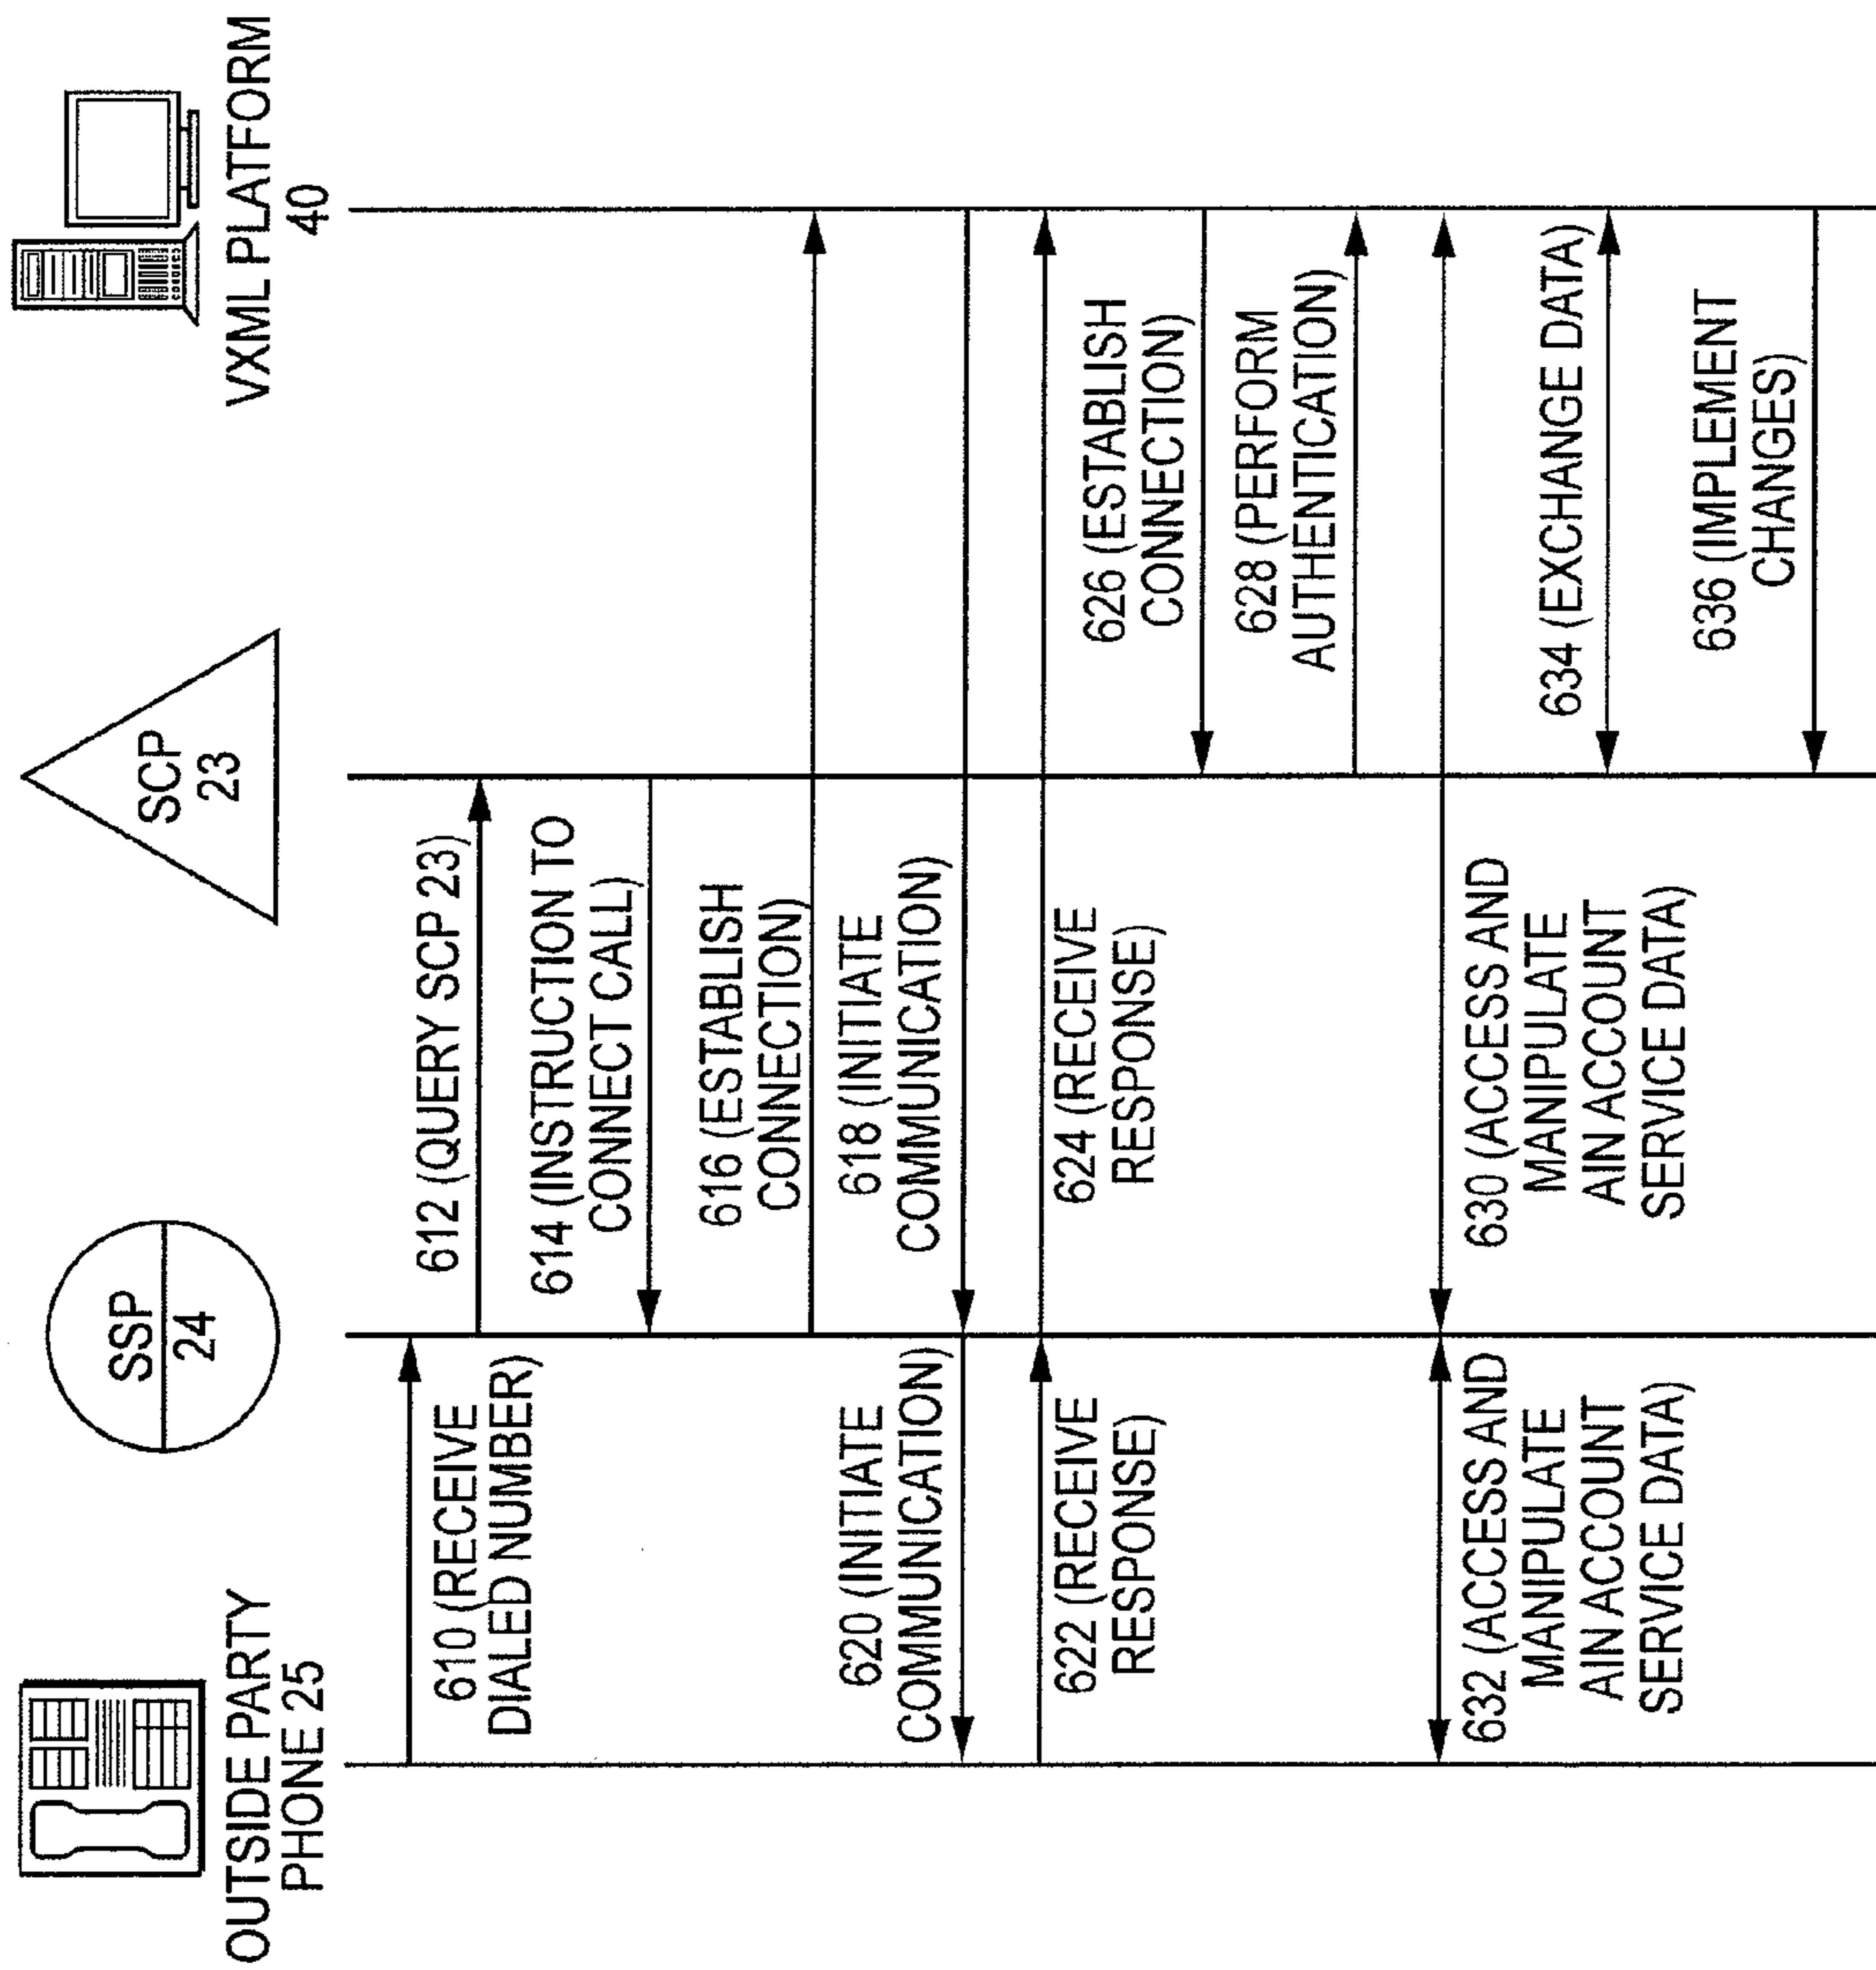 OUTSIDE PARTY
PHONE 25
SSP
24
SCP
23
VXML PLATFORM
40
610 (RECEIVE
DIALED NUMBER)
612 (QUERY SCP 23)
614 (INSTRUCTION TO
CONNECT CALL)
616 (ESTABLISH
CONNECTION)
618 (INITIATE
COMMUNICATION)
620 (INITIATE
COMMUNICATION)
622 (RECEIVE
RESPONSE)
624 (RECEIVE
RESPONSE)
626 (ESTABLISH
CONNECTION)
628 (PERFORM
AUTHENTICATION)
630 (ACCESS AND
MANIPULATE
AIN ACCOUNT
SERVICE DATA)
632 (ACCESS AND
MANIPULATE
AIN ACCOUNT
SERVICE DATA)
634 (EXCHANGE DATA)
636 (IMPLEMENT
CHANGES)